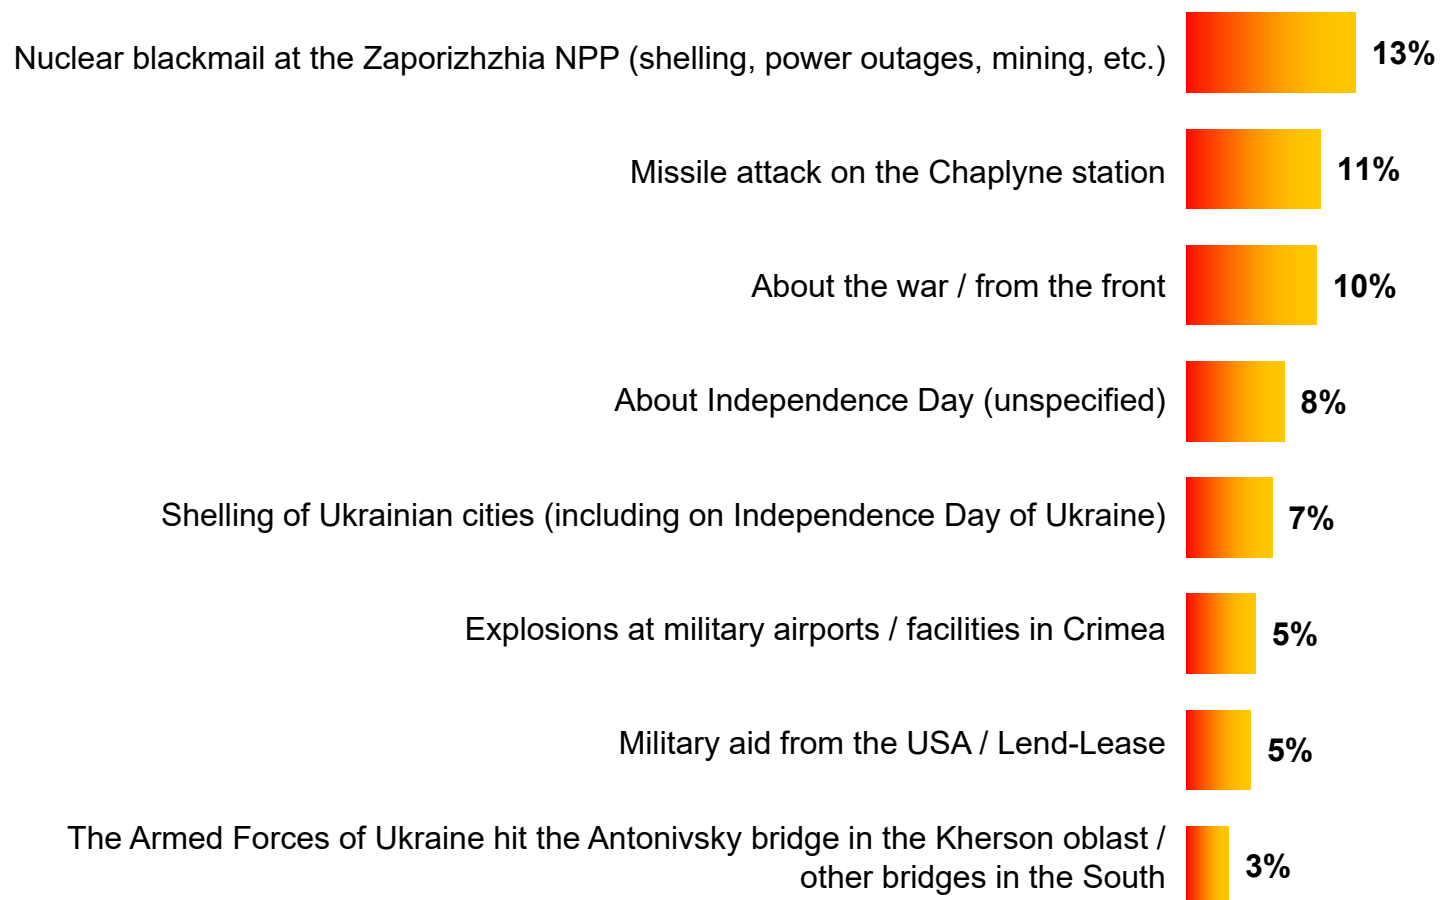 Nuclear blackmail at the Zaporizhzhia NPP (shelling, power outages, mining, etc.) 13%
Missile attack on the Chaplyne station 11%
About the war / from the front 10%
About Independence Day (unspecified) 8%
Shelling of Ukrainian cities (including on Independence Day of Ukraine) 7%
Explosions at military airports / facilities in Crimea 5%
Military aid from the USA / Lend-Lease 5%
The Armed Forces of Ukraine hit the Antonivsky bridge in the Kherson oblast /
other bridges in the South 3%